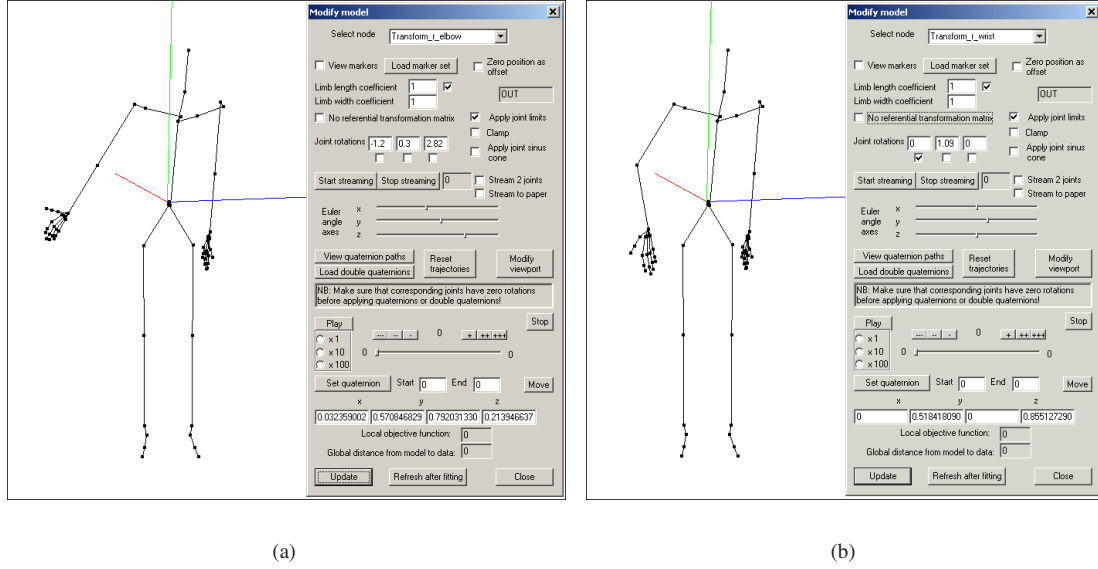 Modify model
Select node Transform_r_elbow
View markers Load marker set Zero position as offset
Limb length coefficient 1
Limb width coefficient 1
OUT
No referential transformation matrix Apply joint limits
Clamp
Joint rotations -1.2 0.3 2.82 Apply joint sinus cone
Start streaming Stop streaming 0 Stream 2 joints
Stream to paper
Euler angle axes x y z
View quaternion paths Reset trajectories Modify viewport
Load double quaternions
NB: Make sure that corresponding joints have zero rotations
before applying quaternions or double quaternions!
Play Stop
x 1 --- -- - 0 + ++ +++
x 10 0 0
x 100
Set quaternion Start 0 End 0 Move
x y z
0.032359002 0.570846829 0.792031330 0.213946637
Local objective function: 0
Global distance from model to data: 0
Update Refresh after fitting Close
(a)
Modify model
Select node Transform_r_wrist
View markers Load marker set Zero position as offset
Limb length coefficient 1
Limb width coefficient 1
OUT
No referential transformation matrix Apply joint limits
Clamp
Joint rotations 0 1.09 0 Apply joint sinus cone
Start streaming Stop streaming 0 Stream 2 joints
Stream to paper
Euler angle axes x y z
View quaternion paths Reset trajectories Modify viewport
Load double quaternions
NB: Make sure that corresponding joints have zero rotations
before applying quaternions or double quaternions!
Play Stop
x 1 --- -- - 0 + ++ +++
x 10 0 0
x 100
Set quaternion Start 0 End 0 Move
x y z
0 0.518418090 0 0.855127290
Local objective function: 0
Global distance from model to data: 0
Update Refresh after fitting Close
(b)